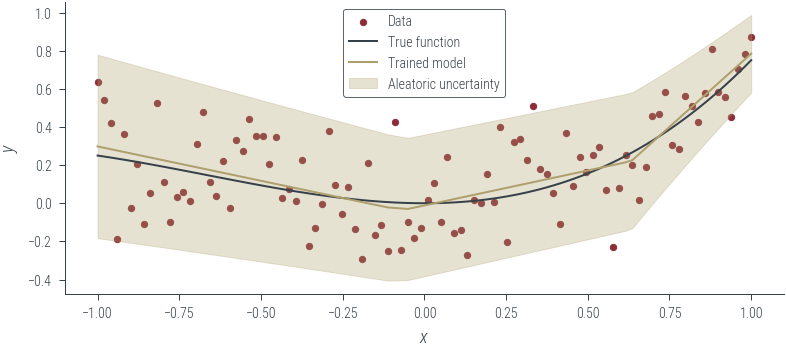 1.0
0.8
0.6
0.4
0.2
0.0
−0.2
−0.4
y
Data
True function
Trained model
Aleatoric uncertainty
−1.00 −0.75 −0.50 −0.25 0.00 0.25 0.50 0.75 1.00
x